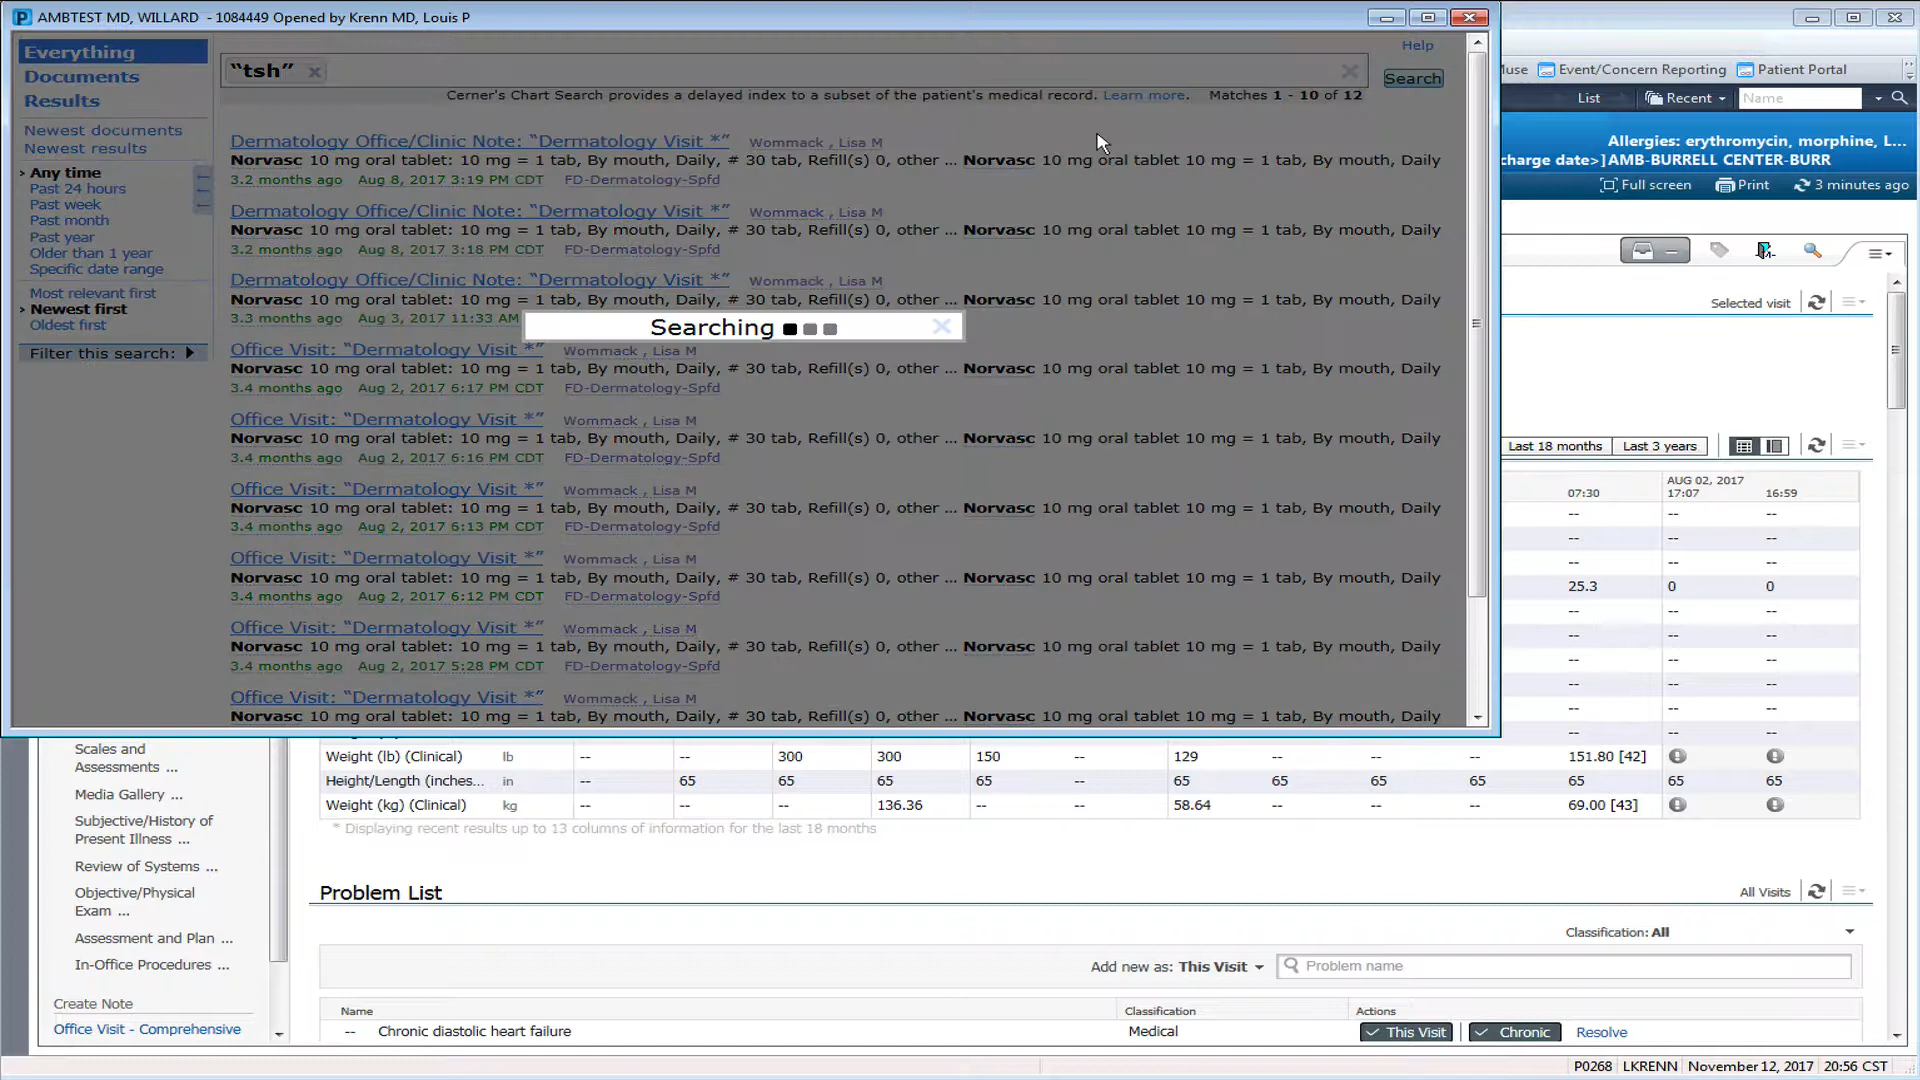 AMBTEST MD, WILLARD - 1084449 Opened by Krenn MD, Louis P
Everything
Documents
Results
Newest documents
Newest results
Any time
Past 24 hours
Past week
Past month
Past year
Older than 1 year
Specific date range
Most relevant first
Newest first
Oldest first
Filter this search:
"tsh"
Help
Search
Cerner's Chart Search provides a delayed index to a subset of the patient's medical record. Learn more. Matches 1 - 10 of 12
Dermatology Office/Clinic Note: "Dermatology Visit *" Wommack , Lisa M
Norvasc 10 mg oral tablet: 10 mg = 1 tab, By mouth, Daily, # 30 tab, Refill(s) 0, other ... Norvasc 10 mg oral tablet 10 mg = 1 tab, By mouth, Daily
3.2 months ago Aug 8, 2017 3:19 PM CDT FD-Dermatology-Spfd
Dermatology Office/Clinic Note: "Dermatology Visit *" Wommack , Lisa M
Norvasc 10 mg oral tablet: 10 mg = 1 tab, By mouth, Daily, # 30 tab, Refill(s) 0, other ... Norvasc 10 mg oral tablet 10 mg = 1 tab, By mouth, Daily
3.2 months ago Aug 8, 2017 3:18 PM CDT FD-Dermatology-Spfd
Dermatology Office/Clinic Note: "Dermatology Visit *" Wommack , Lisa M
Norvasc 10 mg oral tablet: 10 mg = 1 tab, By mouth, Daily, # 30 tab, Refill(s) 0, other ... Norvasc 10 mg oral tablet 10 mg = 1 tab, By mouth, Daily
3.3 months ago Aug 3, 2017 11:33 AM
Searching
Office Visit: "Dermatology Visit *" Wommack , Lisa M
Norvasc 10 mg oral tablet: 10 mg = 1 tab, By mouth, Daily, # 30 tab, Refill(s) 0, other ... Norvasc 10 mg oral tablet 10 mg = 1 tab, By mouth, Daily
3.4 months ago Aug 2, 2017 6:17 PM CDT FD-Dermatology-Spfd
Office Visit: "Dermatology Visit *" Wommack , Lisa M
Norvasc 10 mg oral tablet: 10 mg = 1 tab, By mouth, Daily, # 30 tab, Refill(s) 0, other ... Norvasc 10 mg oral tablet 10 mg = 1 tab, By mouth, Daily
3.4 months ago Aug 2, 2017 6:16 PM CDT FD-Dermatology-Spfd
Office Visit: "Dermatology Visit *" Wommack , Lisa M
Norvasc 10 mg oral tablet: 10 mg = 1 tab, By mouth, Daily, # 30 tab, Refill(s) 0, other ... Norvasc 10 mg oral tablet 10 mg = 1 tab, By mouth, Daily
3.4 months ago Aug 2, 2017 6:13 PM CDT FD-Dermatology-Spfd
Office Visit: "Dermatology Visit *" Wommack , Lisa M
Norvasc 10 mg oral tablet: 10 mg = 1 tab, By mouth, Daily, # 30 tab, Refill(s) 0, other ... Norvasc 10 mg oral tablet 10 mg = 1 tab, By mouth, Daily
3.4 months ago Aug 2, 2017 6:12 PM CDT FD-Dermatology-Spfd
Office Visit: "Dermatology Visit *" Wommack , Lisa M
Norvasc 10 mg oral tablet: 10 mg = 1 tab, By mouth, Daily, # 30 tab, Refill(s) 0, other ... Norvasc 10 mg oral tablet 10 mg = 1 tab, By mouth, Daily
3.4 months ago Aug 2, 2017 5:28 PM CDT FD-Dermatology-Spfd
Office Visit: "Dermatology Visit *" Wommack , Lisa M
Norvasc 10 mg oral tablet: 10 mg = 1 tab, By mouth, Daily, # 30 tab, Refill(s) 0, other ... Norvasc 10 mg oral tablet 10 mg = 1 tab, By mouth, Daily
Event/Concern Reporting Patient Portal
List Recent Name
Allergies: erythromycin, morphine, L...
charge date>]AMB-BURRELL CENTER-BURR
Full screen Print 3 minutes ago
Selected visit
Last 18 months Last 3 years
AUG 02, 2017
07:30 17:07 16:59
-- -- --
-- -- --
-- -- --
25.3 0 0
-- -- --
-- -- --
-- -- --
-- -- --
-- -- --
-- -- --
Weight (lb) (Clinical) lb -- -- 300 300 150 -- 129 -- -- -- 151.80 [42]
Height/Length (inches... in -- 65 65 65 65 -- 65 65 65 65 65 65 65
Weight (kg) (Clinical) kg -- -- -- 136.36 -- -- 58.64 -- -- -- 69.00 [43]
* Displaying recent results up to 13 columns of information for the last 18 months
Scales and
Assessments ...
Media Gallery ...
Subjective/History of
Present Illness ...
Review of Systems ...
Objective/Physical
Exam ...
Assessment and Plan ...
In-Office Procedures ...
Create Note
Office Visit - Comprehensive
Problem List
All Visits
Classification: All
Add new as: This Visit Problem name
Name Classification Actions
-- Chronic diastolic heart failure Medical This Visit Chronic Resolve
P0268 LKRENN November 12, 2017 20:56 CST